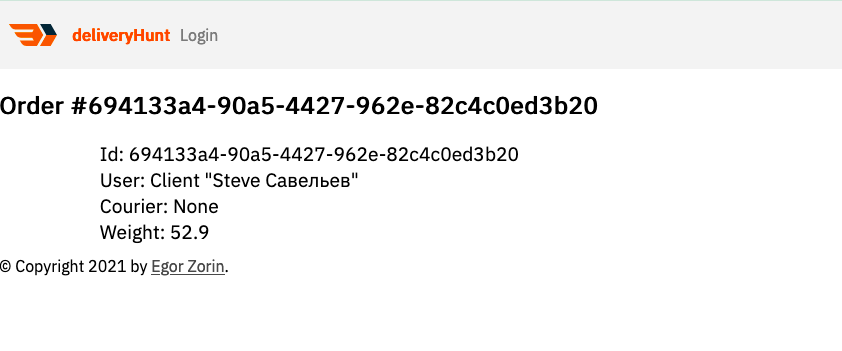 deliveryHunt Login
Order #694133a4-90a5-4427-962e-82c4c0ed3b20
Id: 694133a4-90a5-4427-962e-82c4c0ed3b20
User: Client "Steve Савельев"
Courier: None
Weight: 52.9
© Copyright 2021 by Egor Zorin.